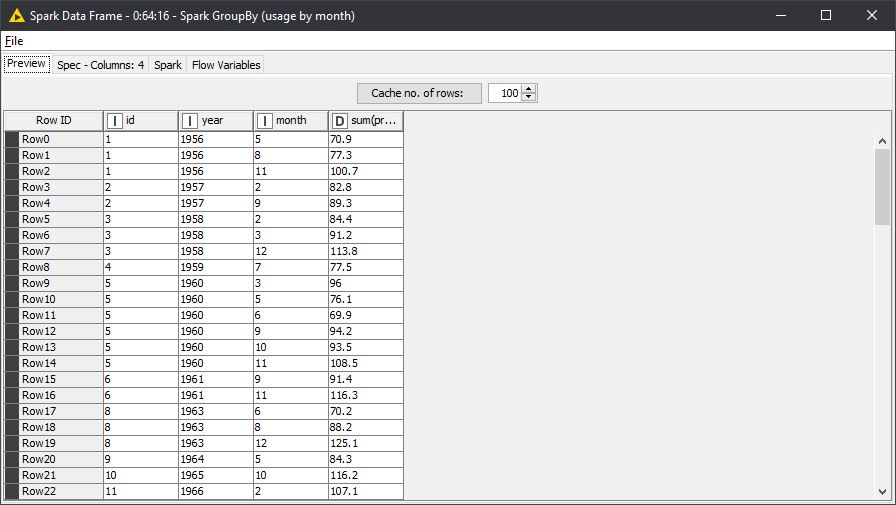 Spark Data Frame - 0:64:16 - Spark GroupBy (usage by month)
File
Preview Spec - Columns: 4 Spark Flow Variables
Cache no. of rows: 100
Row ID I id I year I month D sum(pr...
Row0 1 1956 5 70.9
Row1 1 1956 8 77.3
Row2 1 1956 11 100.7
Row3 2 1957 2 82.8
Row4 2 1957 9 89.3
Row5 3 1958 2 84.4
Row6 3 1958 3 91.2
Row7 3 1958 12 113.8
Row8 4 1959 7 77.5
Row9 5 1960 3 96
Row10 5 1960 5 76.1
Row11 5 1960 6 69.9
Row12 5 1960 9 94.2
Row13 5 1960 10 93.5
Row14 5 1960 11 108.5
Row15 6 1961 9 91.4
Row16 6 1961 11 116.3
Row17 8 1963 6 70.2
Row18 8 1963 8 88.2
Row19 8 1963 12 125.1
Row20 9 1964 5 84.3
Row21 10 1965 10 116.2
Row22 11 1966 2 107.1